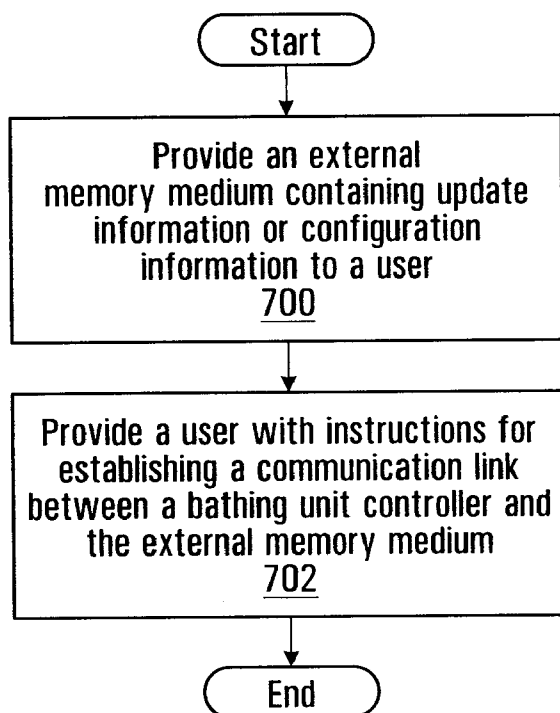 Start
Provide an external
memory medium containing update
information or configuration
information to a user
700
Provide a user with instructions for
establishing a communication link
between a bathing unit controller and
the external memory medium
702
End